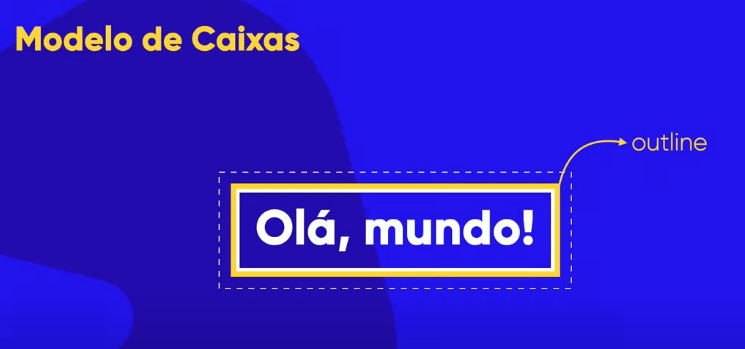 Modelo de Caixas
outline
Olá, mundo!